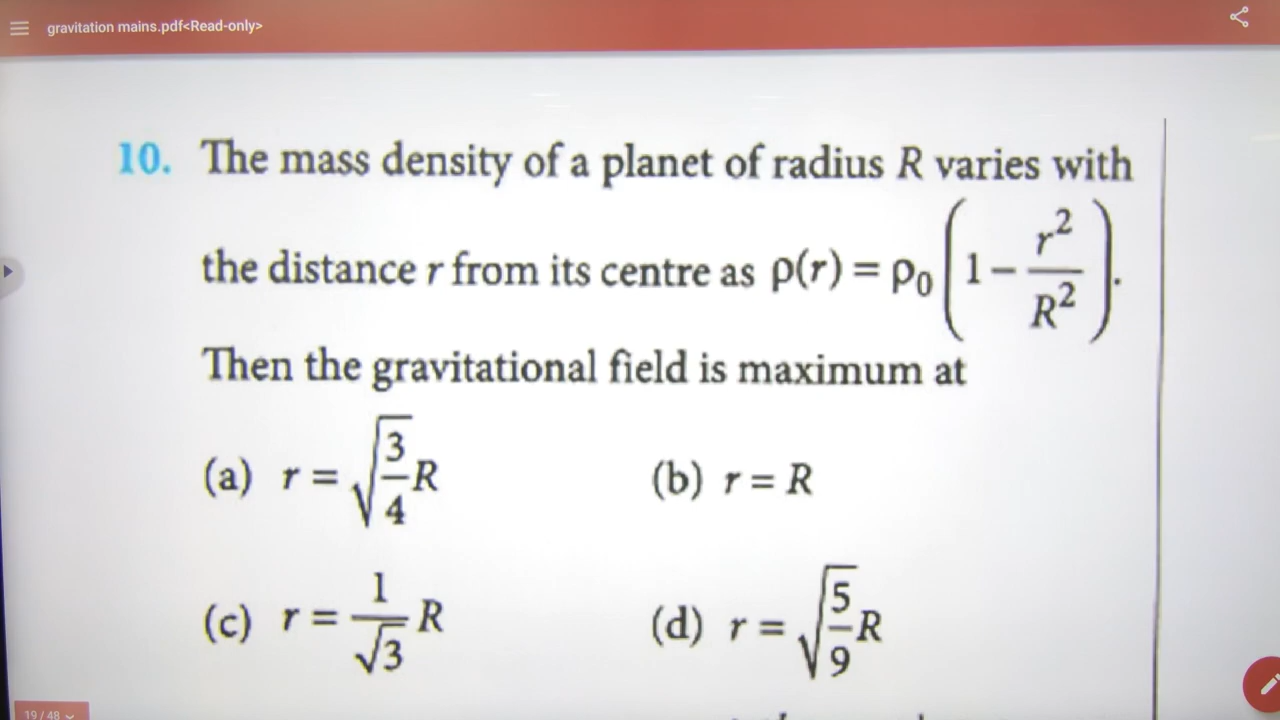 gravitation mains.pdf<Read-only>
10. The mass density of a planet of radius R varies with
the distance r from its centre as ρ(r) = ρ₀(1 − r²/R²).
Then the gravitational field is maximum at
(a) r = √(3/4) R (b) r = R
(c) r = 1/√3 R (d) r = √(5/9) R
19 / 48